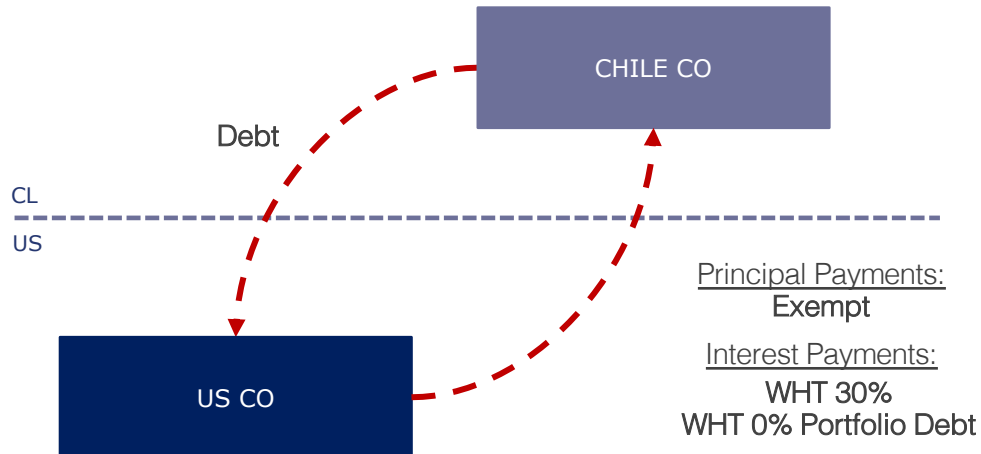 CHILE CO
Debt
CL
US
Principal Payments:
Exempt
Interest Payments:
WHT 30%
WHT 0% Portfolio Debt
US CO